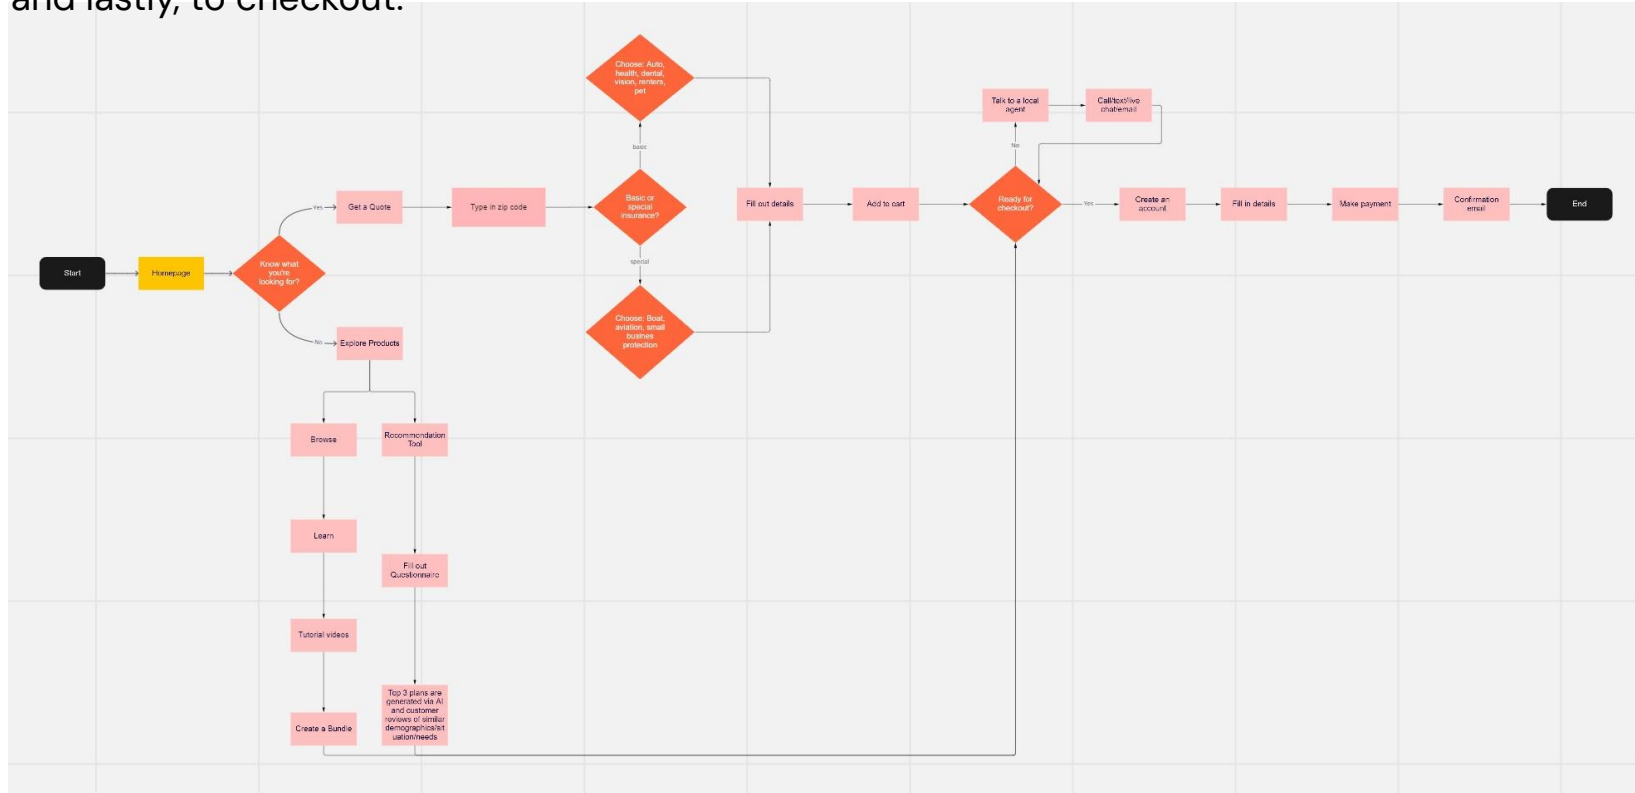 and lastly, to checkout.
Start
Homepage
Know what
you're
looking for?
Yes
Get a Quote
Type in zip code
Basic or
special
insurance?
basic
Choose: Auto,
health, dental,
vision, renters,
pet
special
Choose: Boat,
aviation, small
busines
protection
Fill out details
Add to cart
Ready for
checkout?
No
Talk to a local
agent
Call/text/live
chat/email
Yes
Create an
account
Fill in details
Make payment
Confirmation
email
End
No
Explore Products
Browse
Learn
Tutorial videos
Create a Bundle
Recommendation
Tool
Fill out
Questionnaire
Top 3 plans are
generated via AI
and customer
reviews of similar
demographics/sit
uation/needs